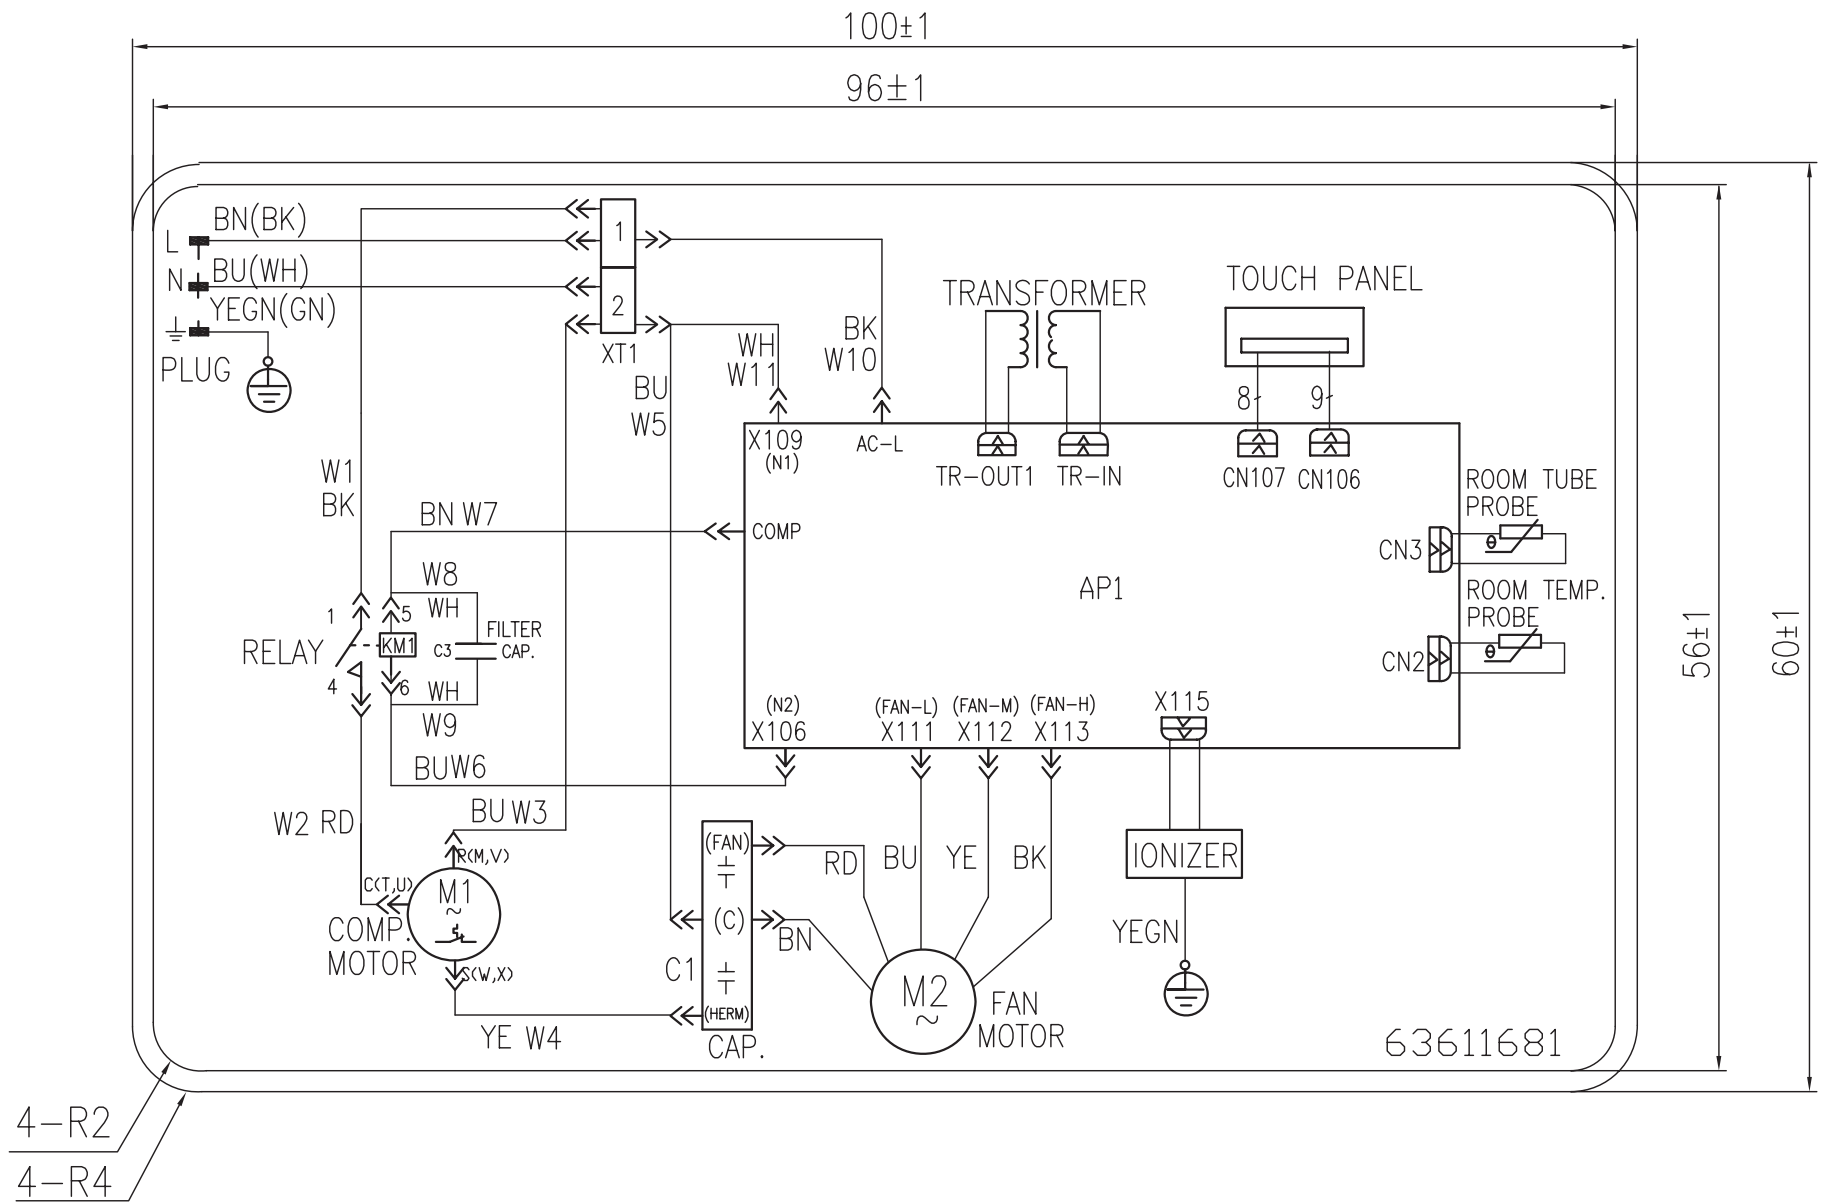 100±1
96±1
L
BN(BK)
N
BU(WH)
YEGN(GN)
PLUG
1
2
XT1
WH
W11
BK
W10
BU
W5
TRANSFORMER
TOUCH PANEL
8
9
X109
(N1)
AC-L
TR-OUT1
TR-IN
CN107
CN106
W1
BK
BN W7
COMP
ROOM TUBE
PROBE
θ
CN3
AP1
ROOM TEMP.
PROBE
θ
CN2
W8
WH
1
5
RELAY
KM1
C3
FILTER
CAP.
4
6
WH
W9
(N2)
X106
(FAN-L)
X111
(FAN-M)
X112
(FAN-H)
X113
X115
56±1
60±1
BU W6
W2 RD
BU W3
R(M,V)
C(T,U)
M1
~
COMP.
MOTOR
S(W,X)
YE W4
(FAN)
(C)
C1
(HERM)
CAP.
RD
BN
BU
YE
BK
M2
~
FAN
MOTOR
IONIZER
YEGN
63611681
4-R2
4-R4